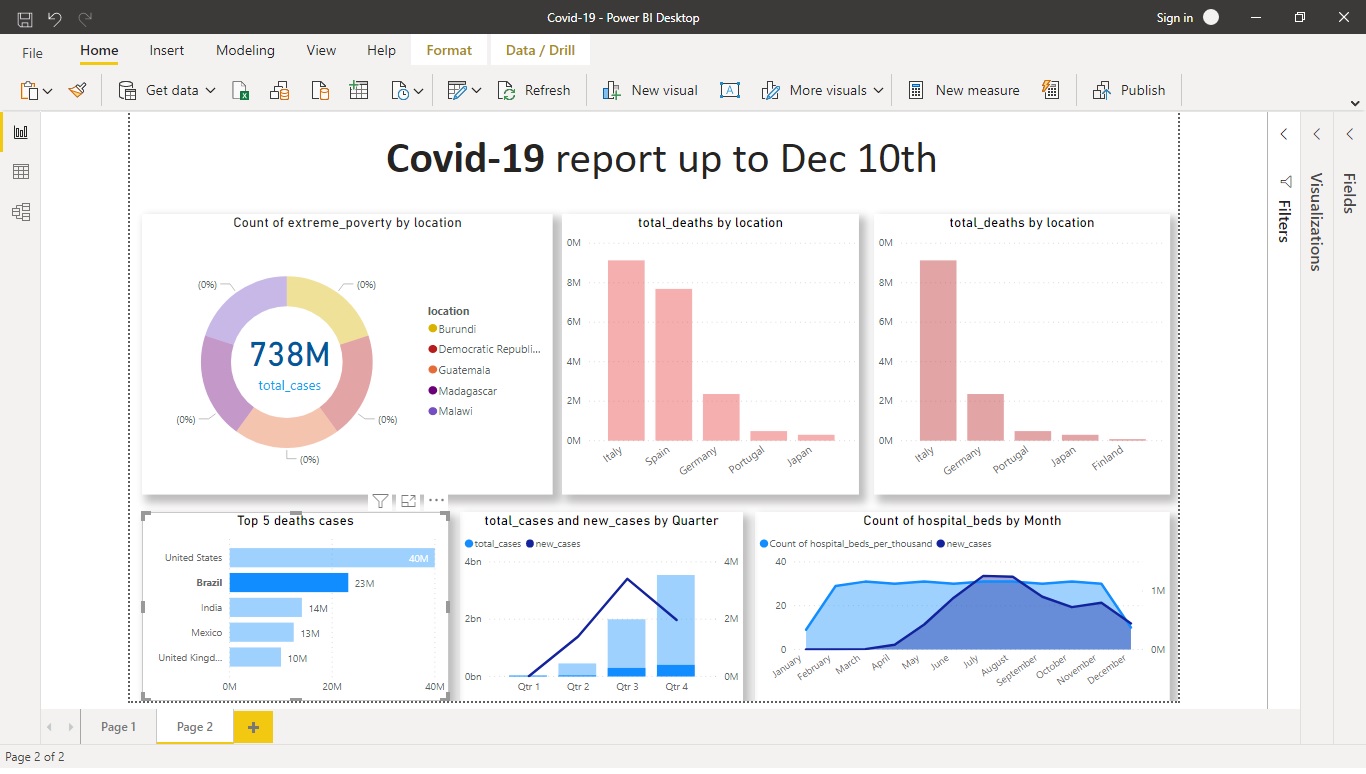 Covid-19 - Power BI Desktop
Sign in
File
Home
Insert
Modeling
View
Help
Format
Data / Drill
Get data
Refresh
New visual
More visuals
New measure
Publish
Covid-19 report up to Dec 10th
Count of extreme_poverty by location
(0%)
(0%)
(0%)
(0%)
(0%)
738M
total_cases
location
Burundi
Democratic Republi...
Guatemala
Madagascar
Malawi
total_deaths by location
0M
8M
6M
4M
2M
0M
Italy
Spain
Germany
Portugal
Japan
total_deaths by location
0M
8M
6M
4M
2M
0M
Italy
Germany
Portugal
Japan
Finland
Top 5 deaths cases
United States
40M
Brazil
23M
India
14M
Mexico
13M
United Kingd...
10M
0M
20M
40M
total_cases and new_cases by Quarter
total_cases
new_cases
4bn
2bn
0bn
4M
2M
0M
Qtr 1
Qtr 2
Qtr 3
Qtr 4
Count of hospital_beds by Month
Count of hospital_beds_per_thousand
new_cases
40
20
0
1M
0M
January
February
March
April
May
June
July
August
September
October
November
December
Filters
Visualizations
Fields
Page 1
Page 2
Page 2 of 2